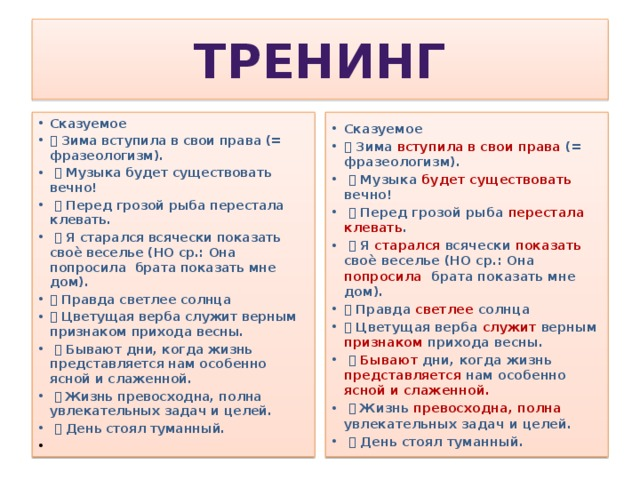 ТРЕНИНГ
• Сказуемое
•  Зима вступила в свои права (=
фразеологизм).
•  Музыка будет существовать
вечно!
•  Перед грозой рыба перестала
клевать.
•  Я старался всячески показать
своѐ веселье (НО ср.: Она
попросила брата показать мне
дом).
•  Правда светлее солнца
•  Цветущая верба служит верным
признаком прихода весны.
•  Бывают дни, когда жизнь
представляется нам особенно
ясной и слаженной.
•  Жизнь превосходна, полна
увлекательных задач и целей.
•  День стоял туманный.
•
• Сказуемое
•  Зима вступила в свои права (=
фразеологизм).
•  Музыка будет существовать
вечно!
•  Перед грозой рыба перестала
клевать.
•  Я старался всячески показать
своѐ веселье (НО ср.: Она
попросила брата показать мне
дом).
•  Правда светлее солнца
•  Цветущая верба служит верным
признаком прихода весны.
•  Бывают дни, когда жизнь
представляется нам особенно
ясной и слаженной.
•  Жизнь превосходна, полна
увлекательных задач и целей.
•  День стоял туманный.